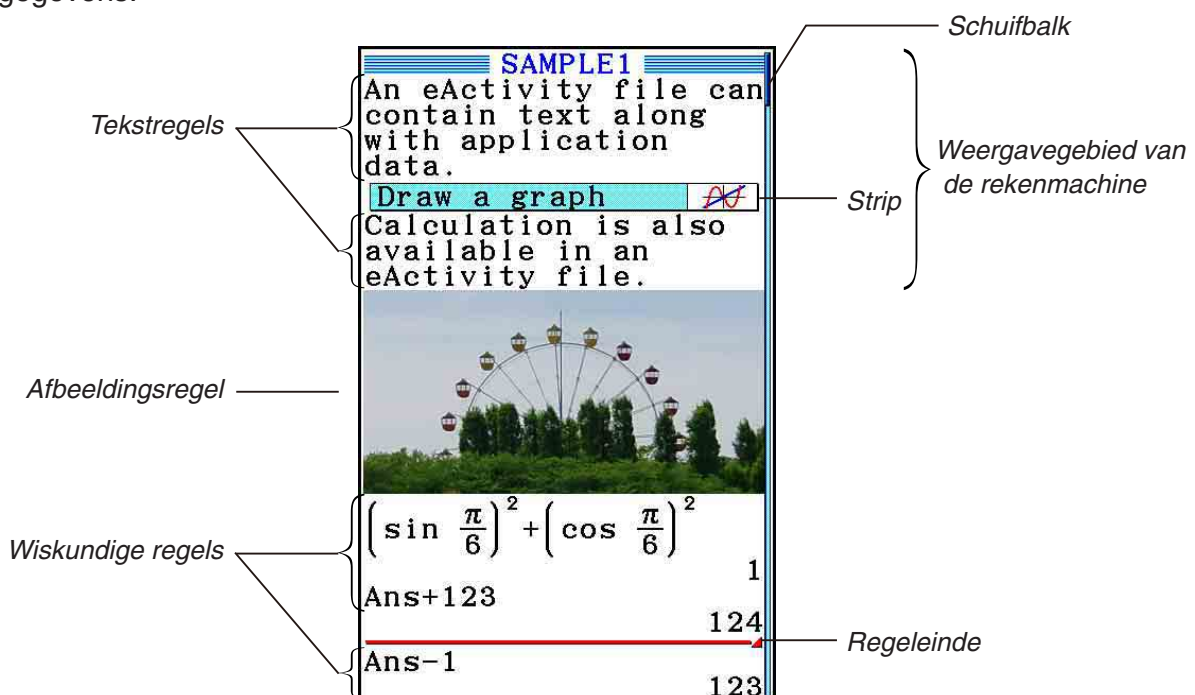 gegevens.
Schuifbalk
SAMPLE1
An eActivity file can
contain text along
with application
data.
Tekstregels
Weergavegebied van
de rekenmachine
Draw a graph
Strip
Calculation is also
available in an
eActivity file.
Afbeeldingsregel
(sin π/6)²+(cos π/6)²
1
Wiskundige regels
Ans+123
124
Regeleinde
Ans−1
123